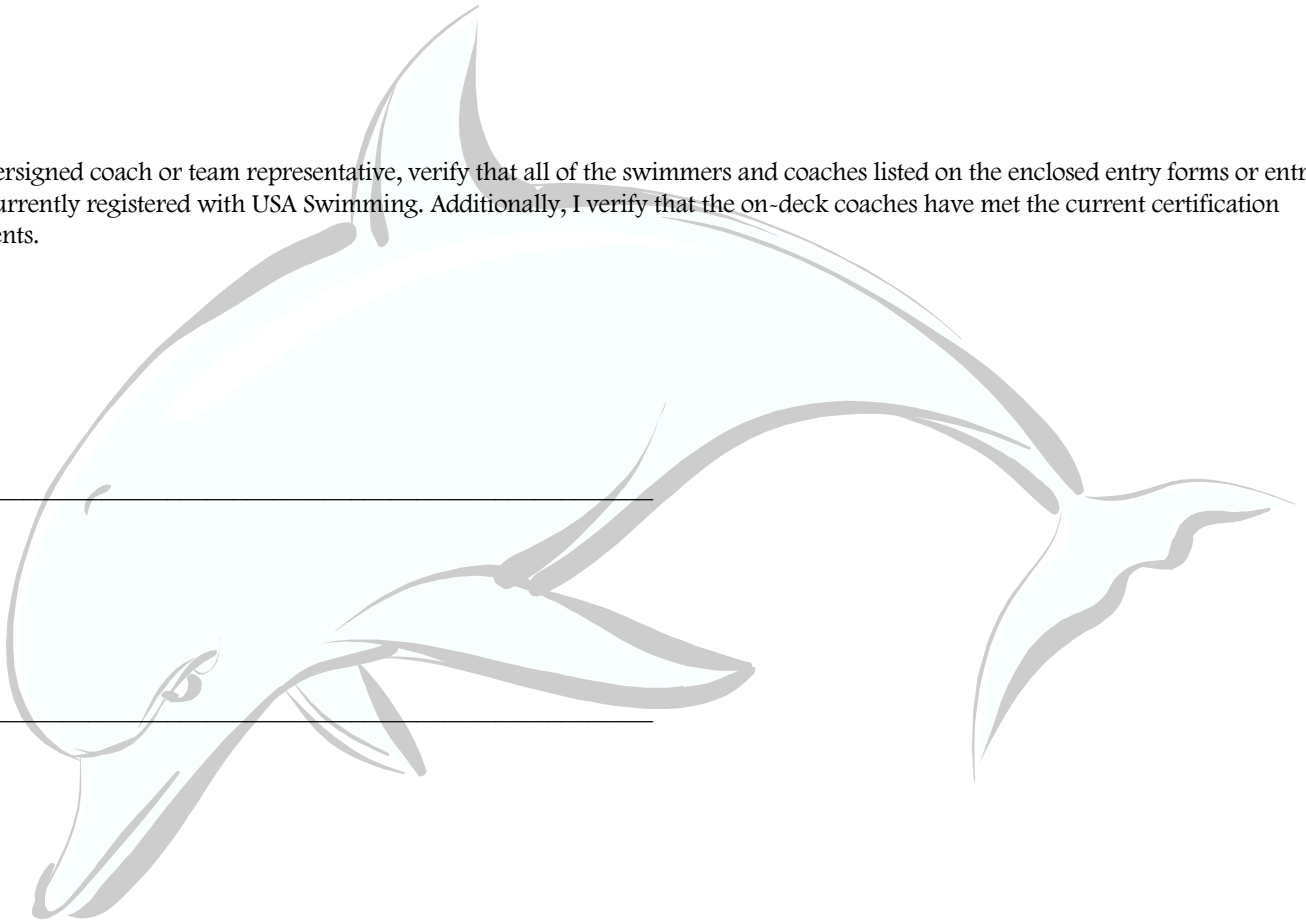 ersigned coach or team representative, verify that all of the swimmers and coaches listed on the enclosed entry forms or entr
urrently registered with USA Swimming. Additionally, I verify that the on-deck coaches have met the current certification
ents.